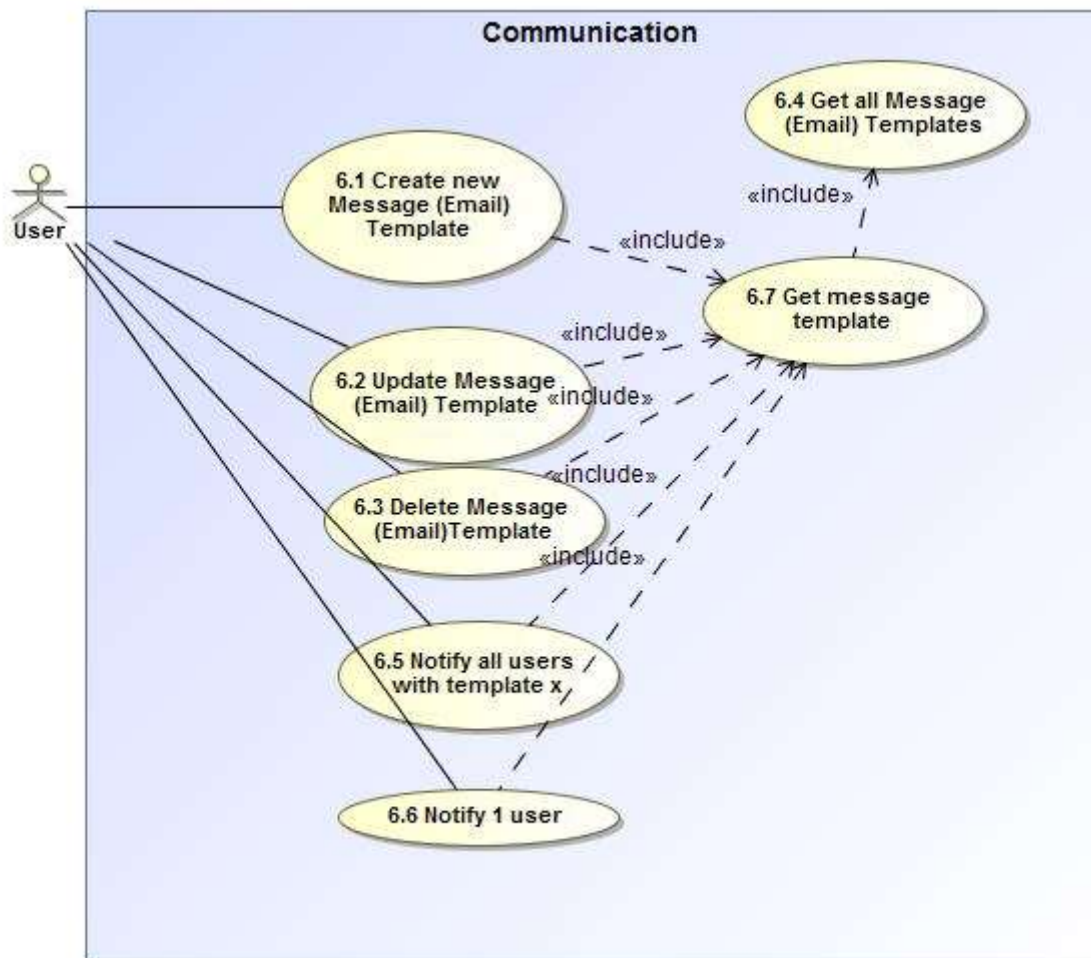 Communication
6.4 Get all Message
(Email) Templates
6.1 Create new
Message (Email)
Template
«include»
User
«include»
6.7 Get message
template
«include»
6.2 Update Message
(Email) Template
«include»
«include»
6.3 Delete Message
(Email)Template
«include»
6.5 Notify all users
with template x
6.6 Notify 1 user